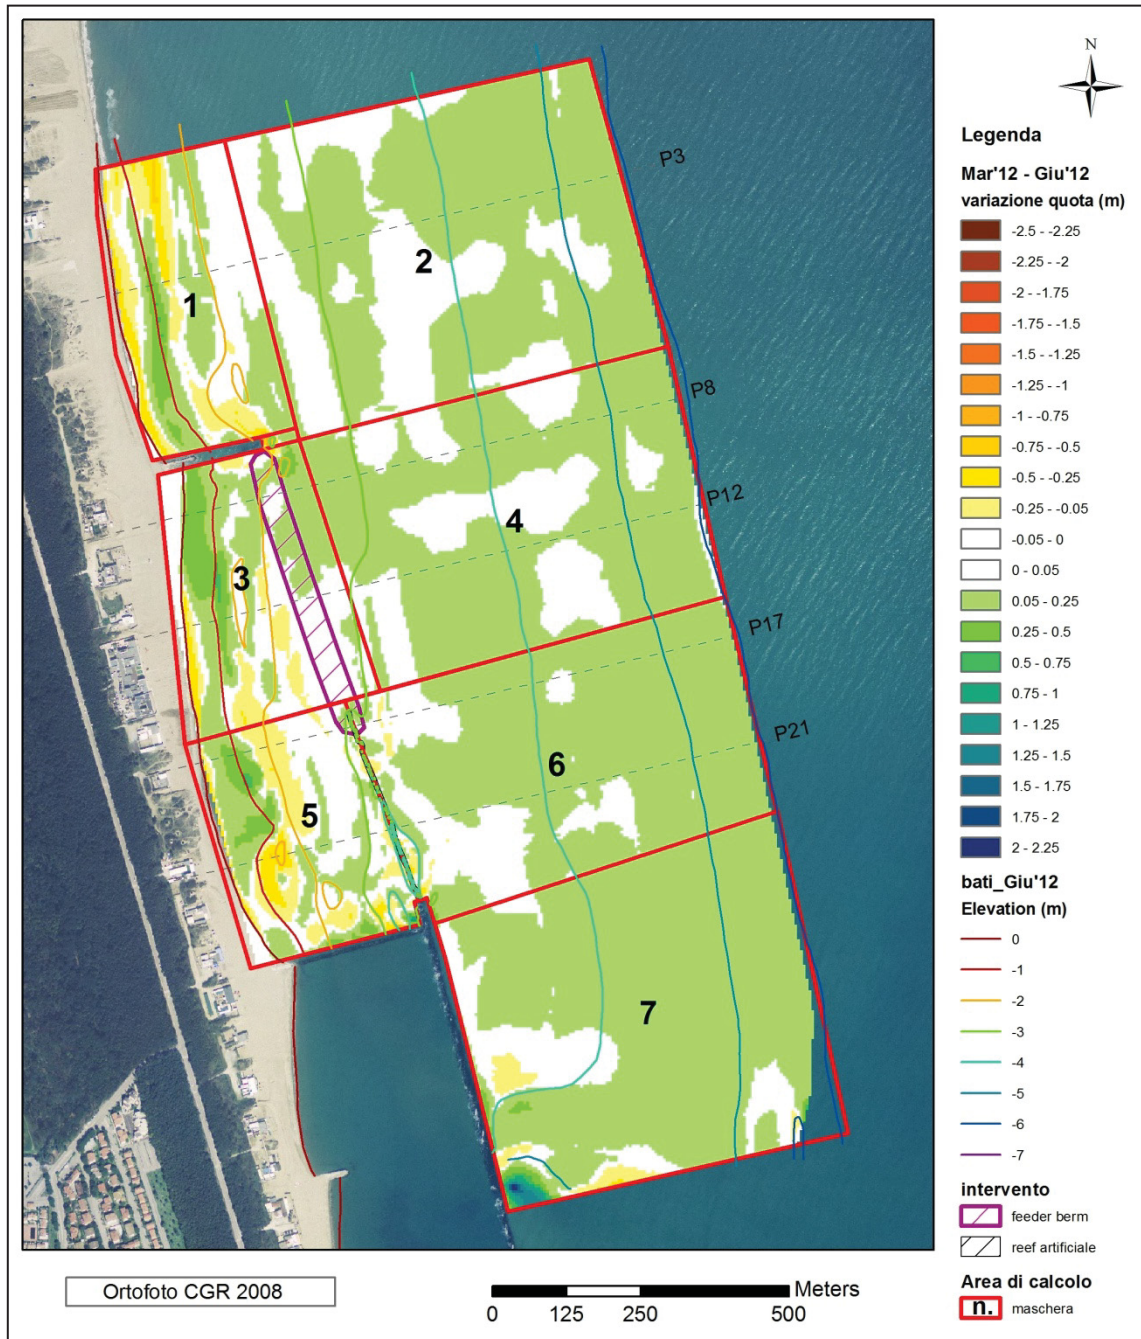 N
P3
P8
P12
P17
P21
1
2
3
4
5
6
7
Legenda
Mar'12 - Giu'12
variazione quota (m)
-2.5 - -2.25
-2.25 - -2
-2 - -1.75
-1.75 - -1.5
-1.5 - -1.25
-1.25 - -1
-1 - -0.75
-0.75 - -0.5
-0.5 - -0.25
-0.25 - -0.05
-0.05 - 0
0 - 0.05
0.05 - 0.25
0.25 - 0.5
0.5 - 0.75
0.75 - 1
1 - 1.25
1.25 - 1.5
1.5 - 1.75
1.75 - 2
2 - 2.25
bati_Giu'12
Elevation (m)
0
-1
-2
-3
-4
-5
-6
-7
intervento
feeder berm
reef artificiale
Area di calcolo
n. maschera
Ortofoto CGR 2008
Meters
0 125 250 500